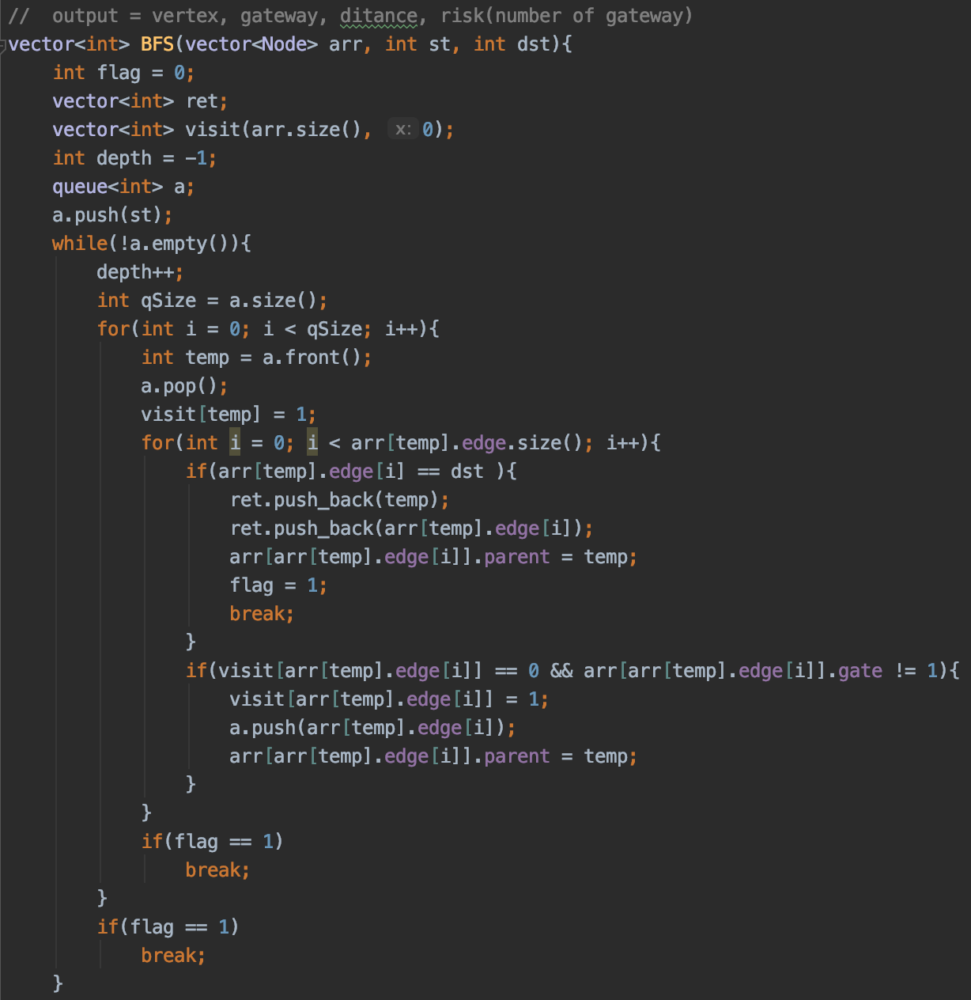 //  output = vertex, gateway, ditance, risk(number of gateway)
vector<int> BFS(vector<Node> arr, int st, int dst){
    int flag = 0;
    vector<int> ret;
    vector<int> visit(arr.size(), x: 0);
    int depth = -1;
    queue<int> a;
    a.push(st);
    while(!a.empty()){
        depth++;
        int qSize = a.size();
        for(int i = 0; i < qSize; i++){
            int temp = a.front();
            a.pop();
            visit[temp] = 1;
            for(int i = 0; i < arr[temp].edge.size(); i++){
                if(arr[temp].edge[i] == dst ){
                    ret.push_back(temp);
                    ret.push_back(arr[temp].edge[i]);
                    arr[arr[temp].edge[i]].parent = temp;
                    flag = 1;
                    break;
                }
                if(visit[arr[temp].edge[i]] == 0 && arr[arr[temp].edge[i]].gate != 1){
                    visit[arr[temp].edge[i]] = 1;
                    a.push(arr[temp].edge[i]);
                    arr[arr[temp].edge[i]].parent = temp;
                }
            }
            if(flag == 1)
                break;
        }
        if(flag == 1)
            break;
    }